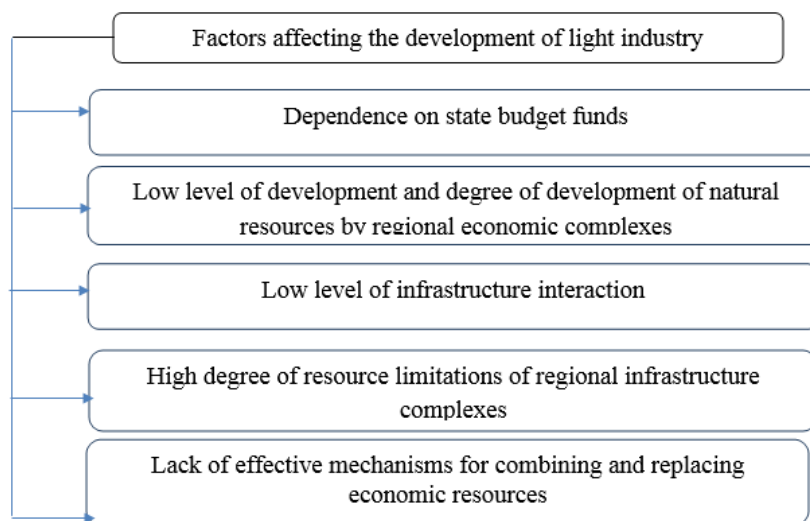 Factors affecting the development of light industry
Dependence on state budget funds
Low level of development and degree of development of natural
resources by regional economic complexes
Low level of infrastructure interaction
High degree of resource limitations of regional infrastructure
complexes
Lack of effective mechanisms for combining and replacing
economic resources